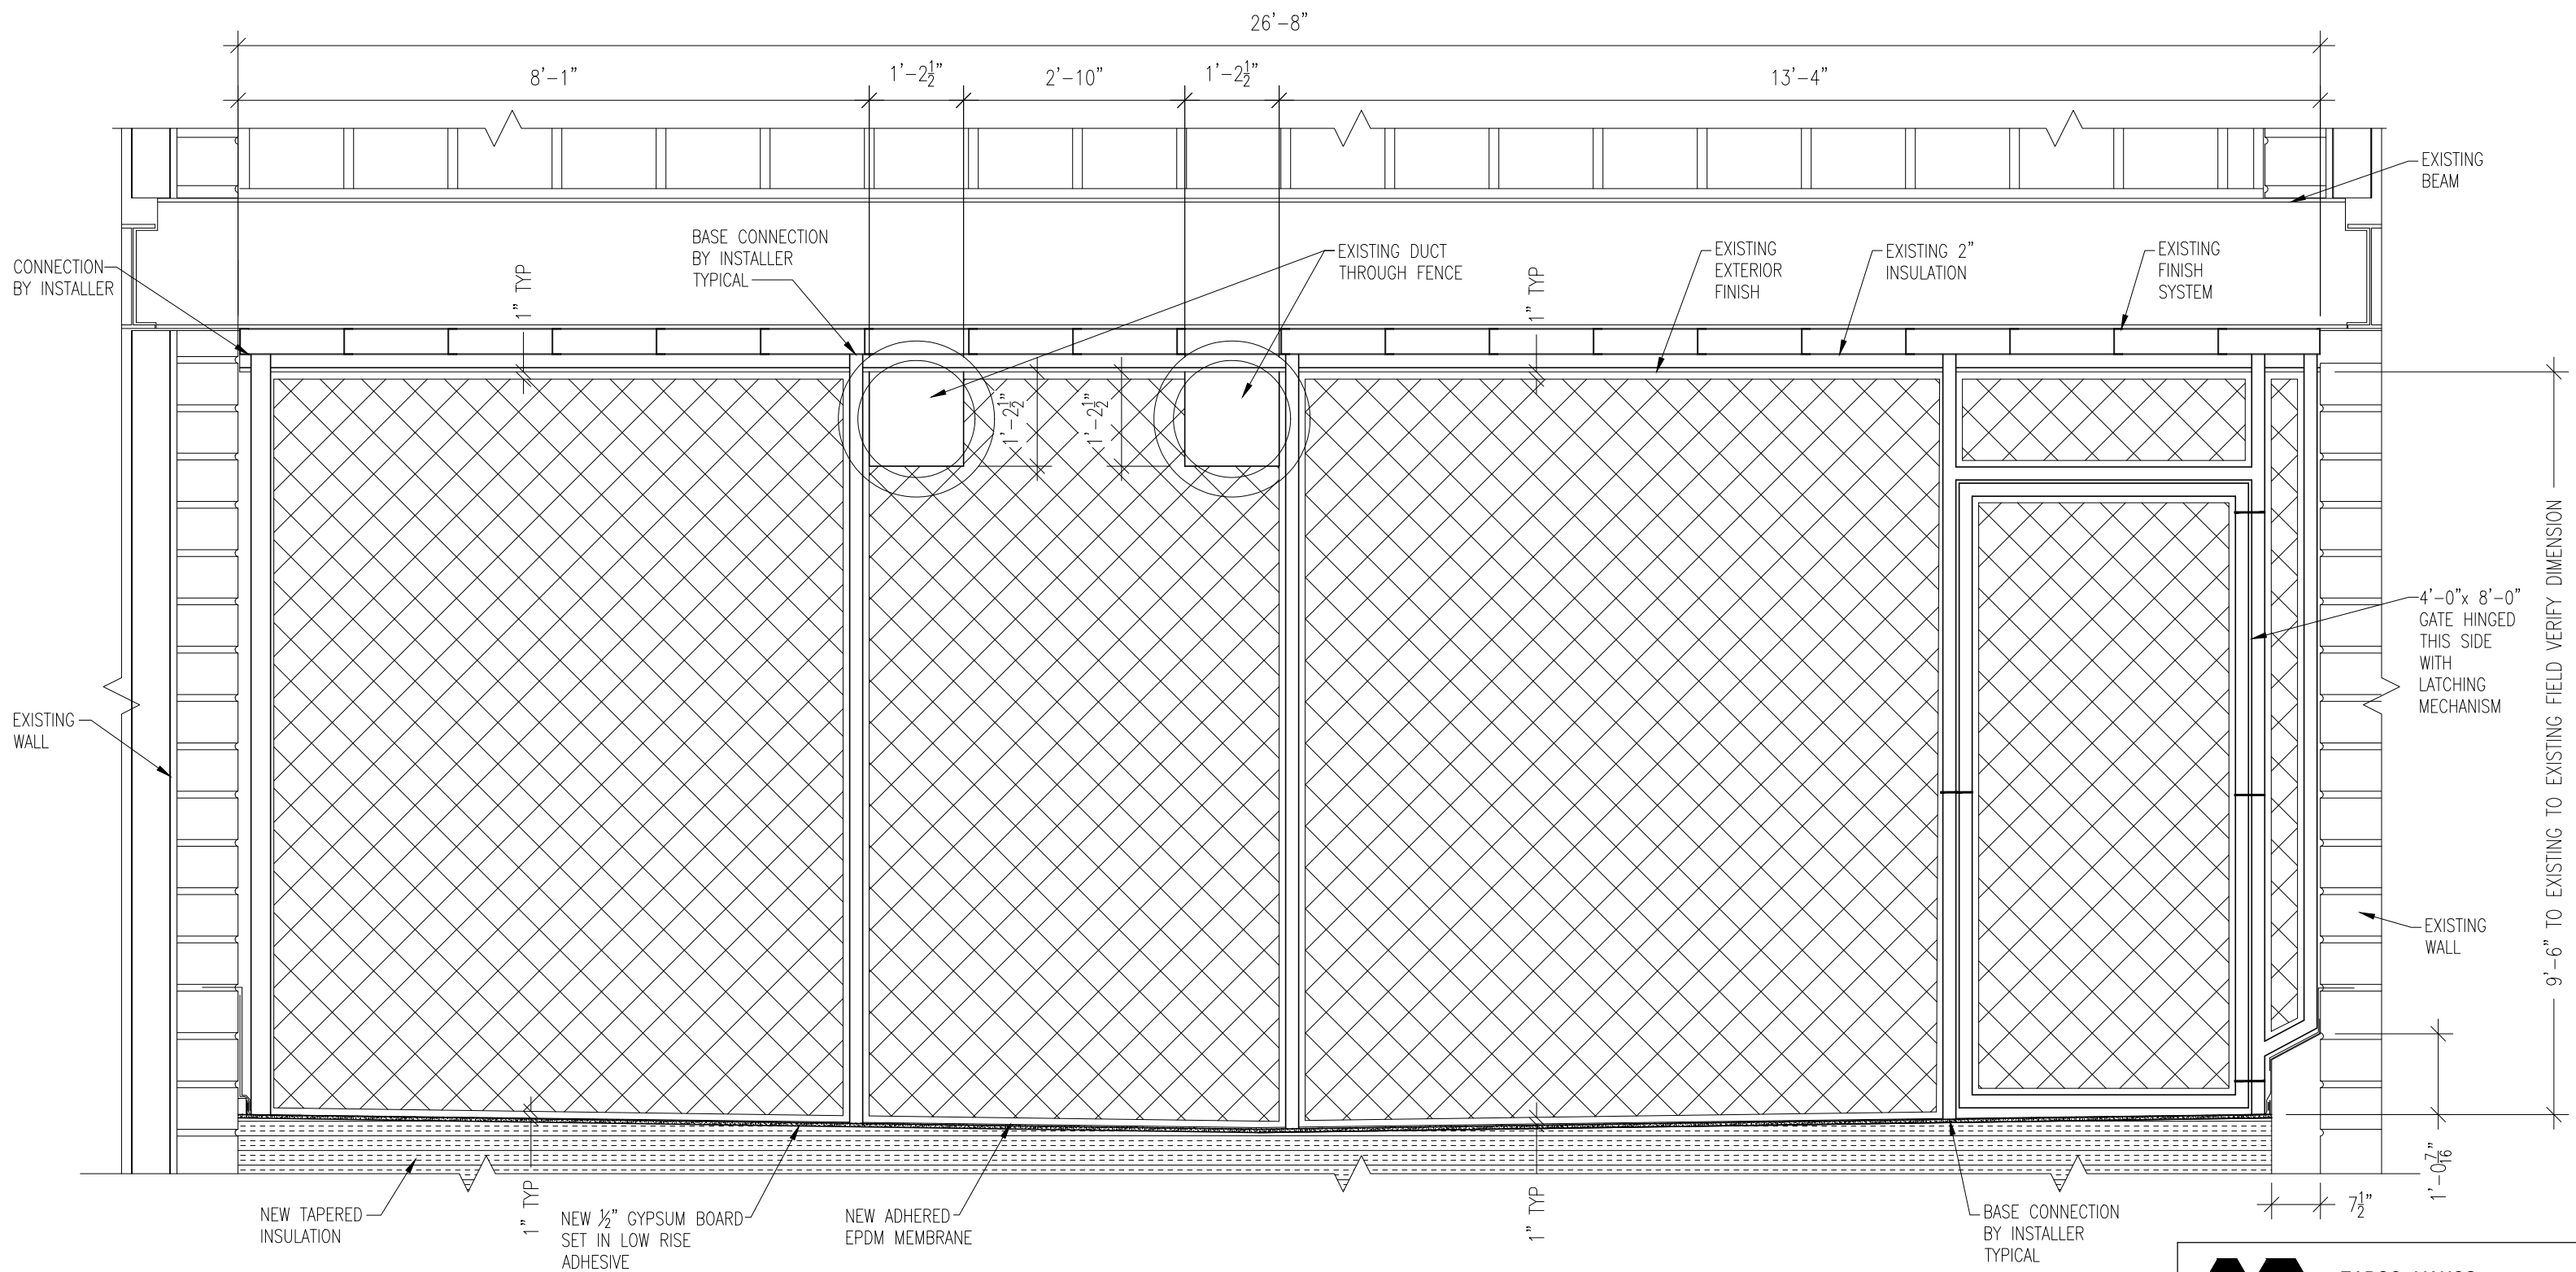 26'-8"
8'-1"
1'-2½"
2'-10"
1'-2½"
13'-4"
EXISTING
BEAM
CONNECTION
BY INSTALLER
1" TYP
BASE CONNECTION
BY INSTALLER
TYPICAL
EXISTING DUCT
THROUGH FENCE
1" TYP
EXISTING
EXTERIOR
FINISH
EXISTING 2"
INSULATION
EXISTING
FINISH
SYSTEM
1'-2½"
1'-2½"
4'-0"x 8'-0"
GATE HINGED
THIS SIDE
WITH
LATCHING
MECHANISM
9'-6" TO EXISTING TO EXISTING FIELD VERIFY DIMENSION
EXISTING
WALL
EXISTING
WALL
1'-0 7/16"
7½"
NEW TAPERED
INSULATION
1" TYP
NEW ½" GYPSUM BOARD
SET IN LOW RISE
ADHESIVE
NEW ADHERED
EPDM MEMBRANE
1" TYP
BASE CONNECTION
BY INSTALLER
TYPICAL